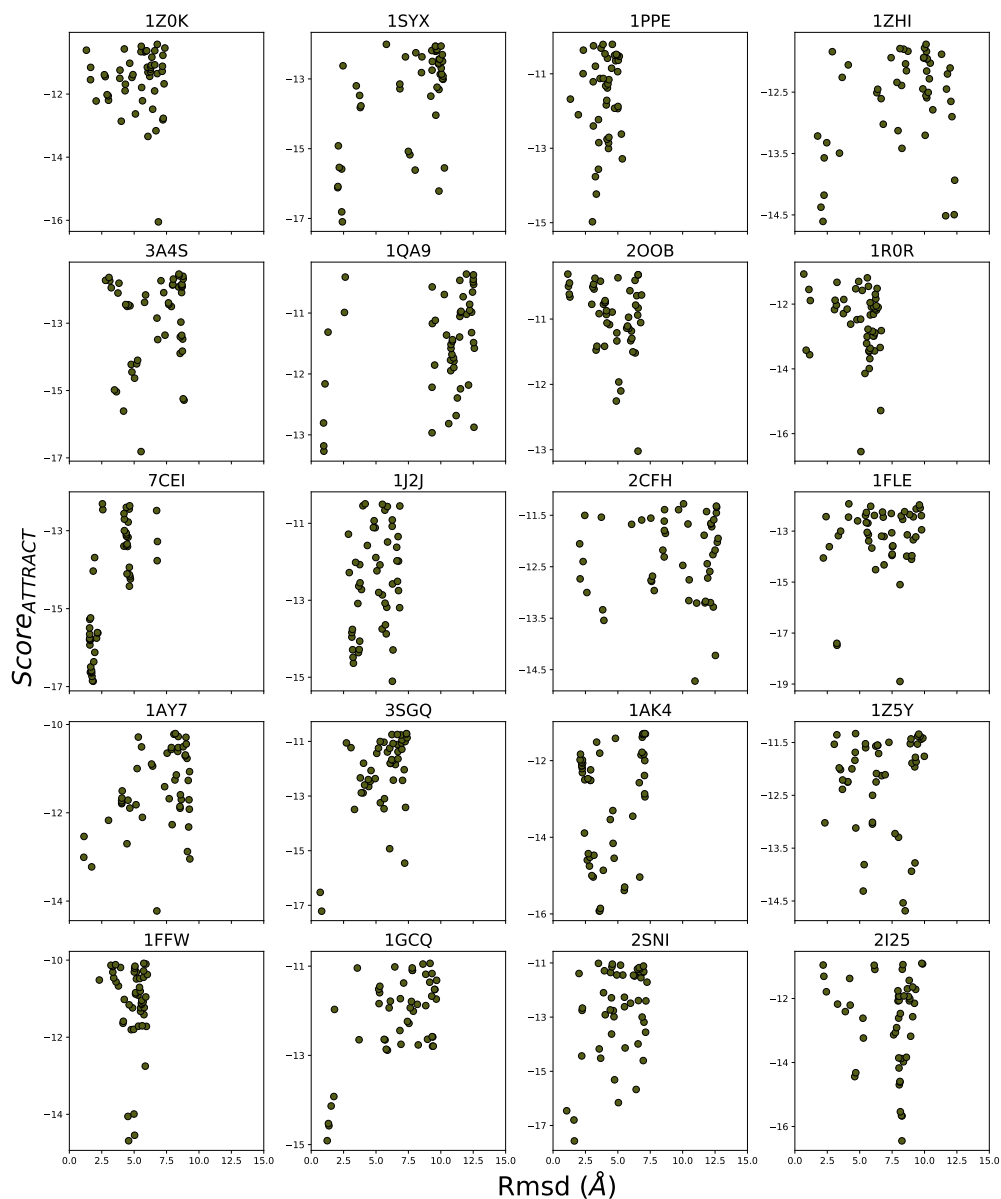 1Z0K 1SYX 1PPE 1ZHI
−12 −14 −16
−13 −15 −17
−11 −13 −15
−12.5 −13.5 −14.5
3A4S 1QA9 2OOB 1R0R
−13 −15 −17
−11 −12 −13
−11 −12 −13
−12 −14 −16
7CEI 1J2J 2CFH 1FLE
−13 −15 −17
−11 −13 −15
−11.5 −12.5 −13.5 −14.5
−13 −15 −17 −19
Score_ATTRACT
1AY7 3SGQ 1AK4 1Z5Y
−10 −12 −14
−11 −13 −15 −17
−12 −14 −16
−11.5 −12.5 −13.5 −14.5
1FFW 1GCQ 2SNI 2I25
−10 −12 −14
−11 −13 −15
−11 −13 −15 −17
−12 −14 −16
0.0 2.5 5.0 7.5 10.0 12.5 15.0
0.0 2.5 5.0 7.5 10.0 12.5 15.0
0.0 2.5 5.0 7.5 10.0 12.5 15.0
0.0 2.5 5.0 7.5 10.0 12.5 15.0
Rmsd (Å)